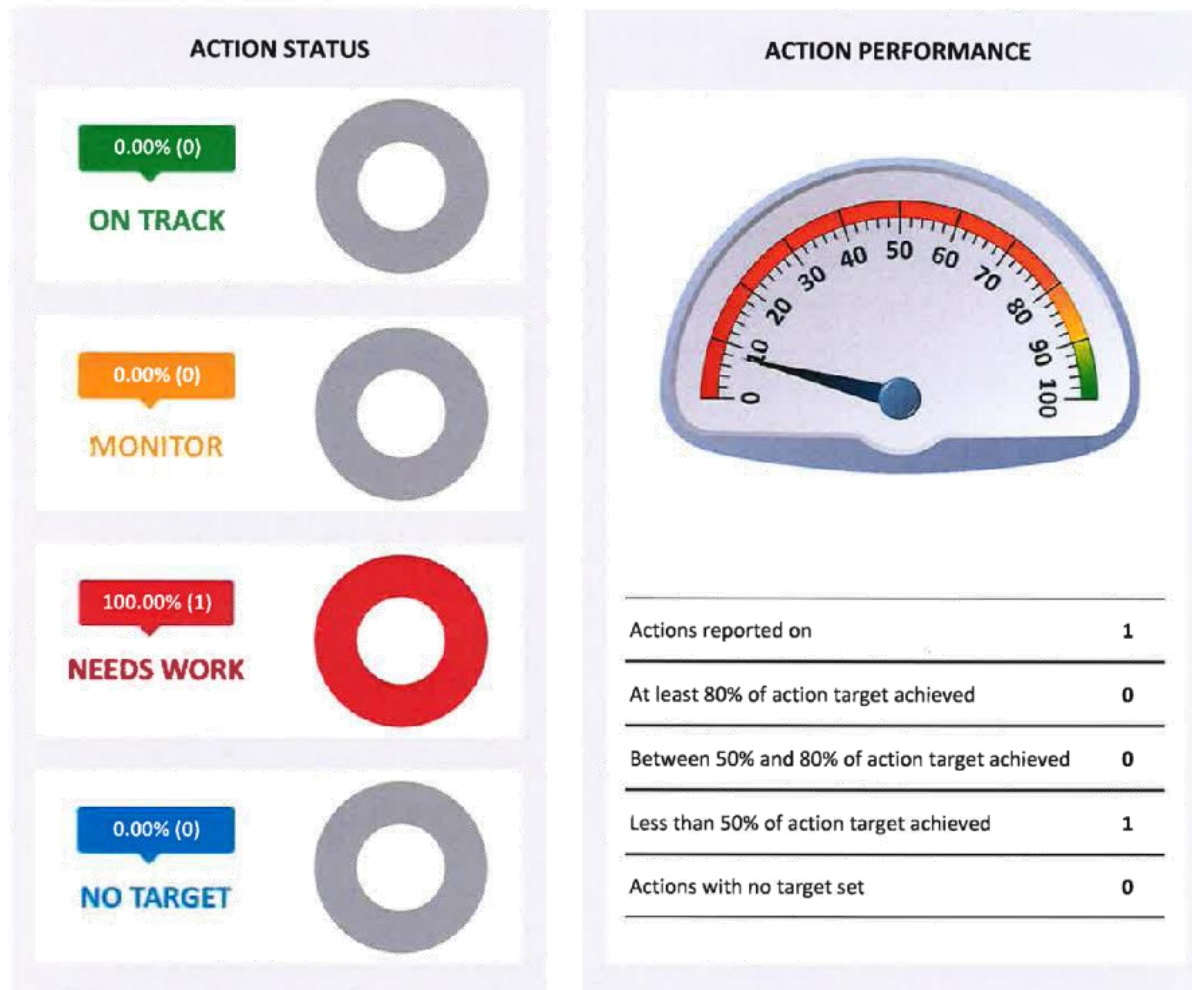 ACTION STATUS
0.00% (0)
ON TRACK
0.00% (0)
MONITOR
100.00% (1)
NEEDS WORK
0.00% (0)
NO TARGET
ACTION PERFORMANCE
0 10 20 30 40 50 60 70 80 90 100
Actions reported on 1
At least 80% of action target achieved 0
Between 50% and 80% of action target achieved 0
Less than 50% of action target achieved 1
Actions with no target set 0